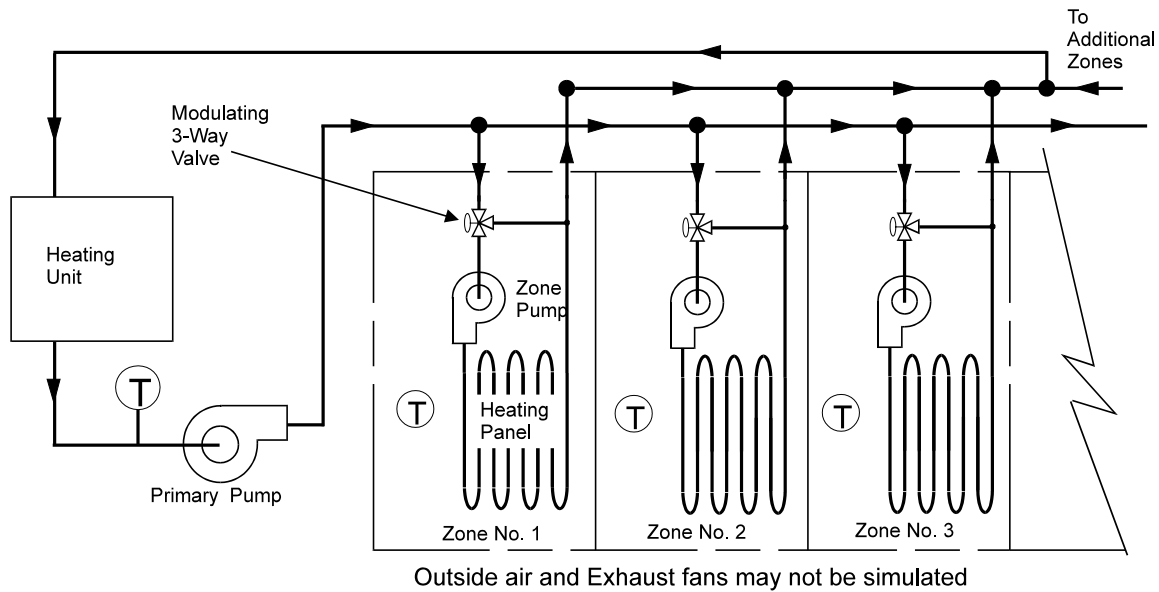 To
Additional
Zones
Modulating
3-Way
Valve
Heating
Unit
Zone
Pump
T
T
T
T
Heating
Panel
Primary Pump
Zone No. 1
Zone No. 2
Zone No. 3
Outside air and Exhaust fans may not be simulated